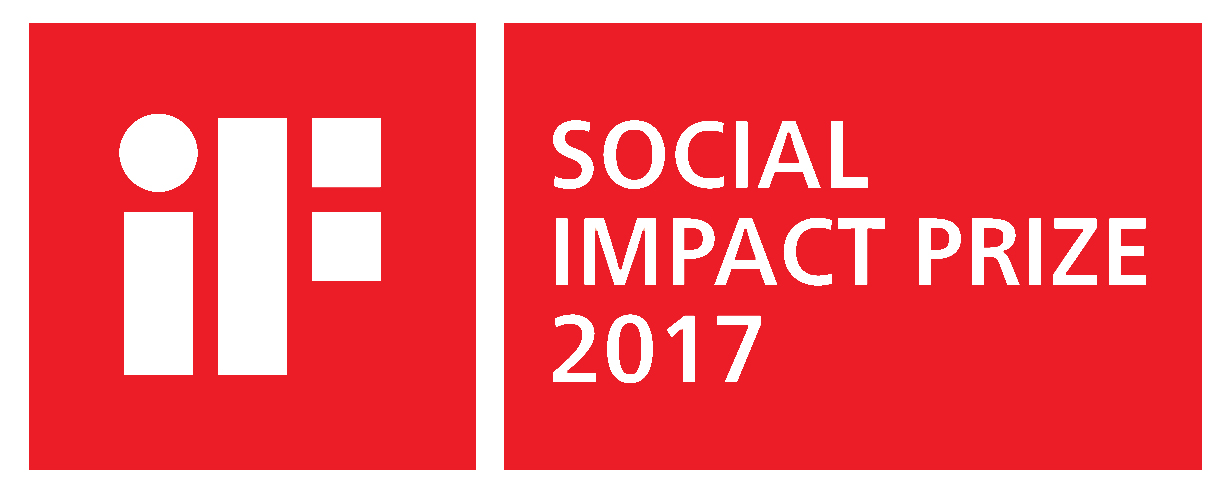 iF
SOCIAL
IMPACT PRIZE
2017